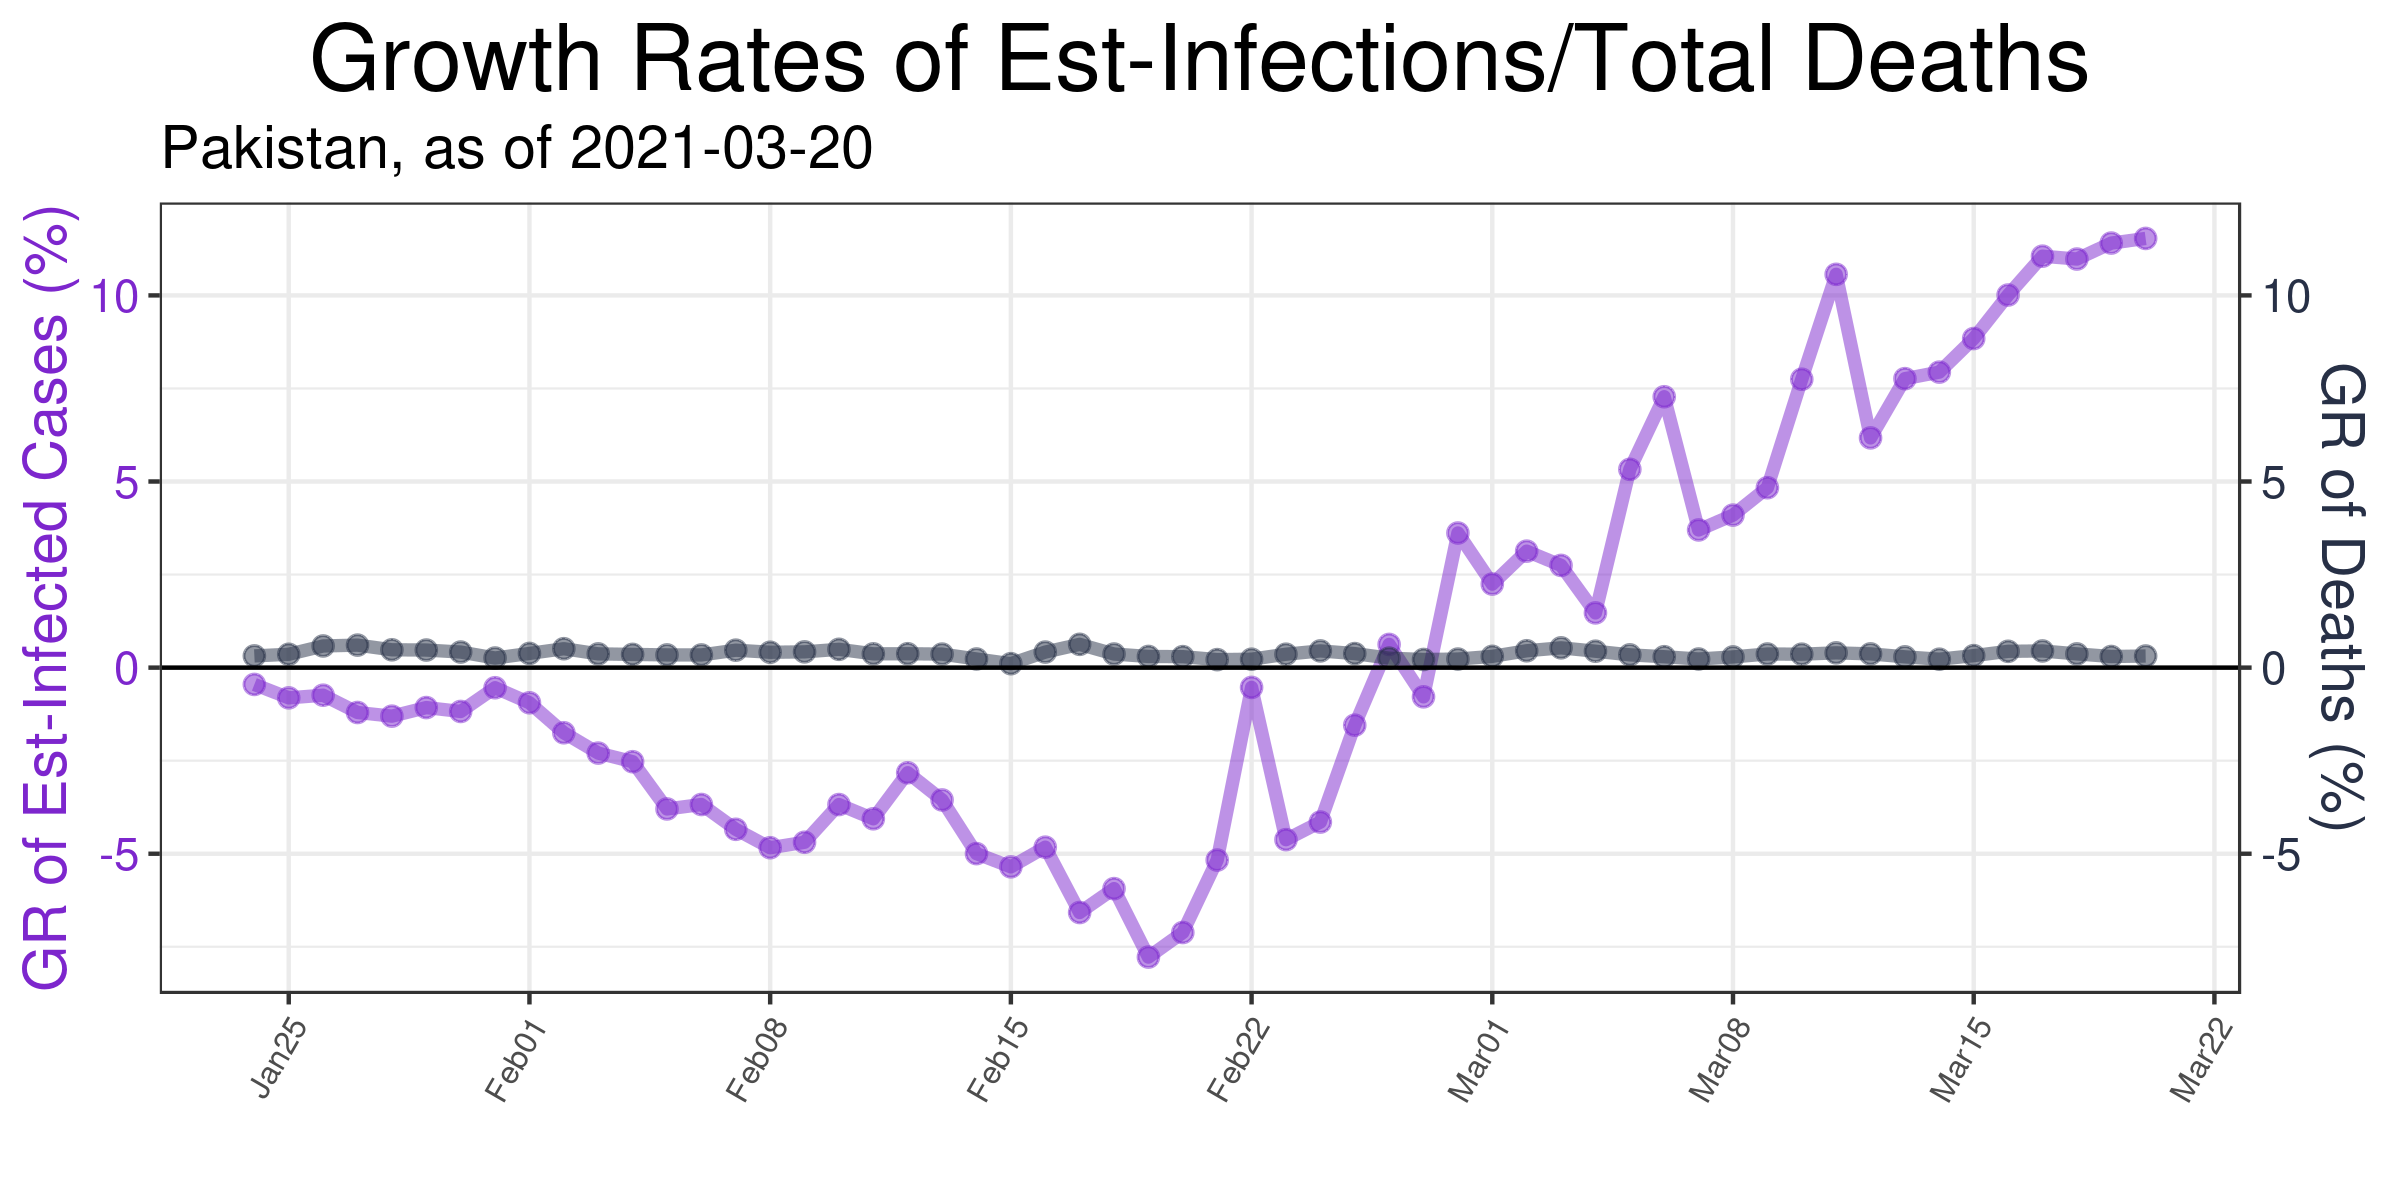 Growth Rates of Est-Infections/Total Deaths
Pakistan, as of 2021-03-20
GR of Est-Infected Cases (%)
10
5
0
-5
10
5
0
-5
GR of Deaths (%)
Jan25
Feb01
Feb08
Feb15
Feb22
Mar01
Mar08
Mar15
Mar22